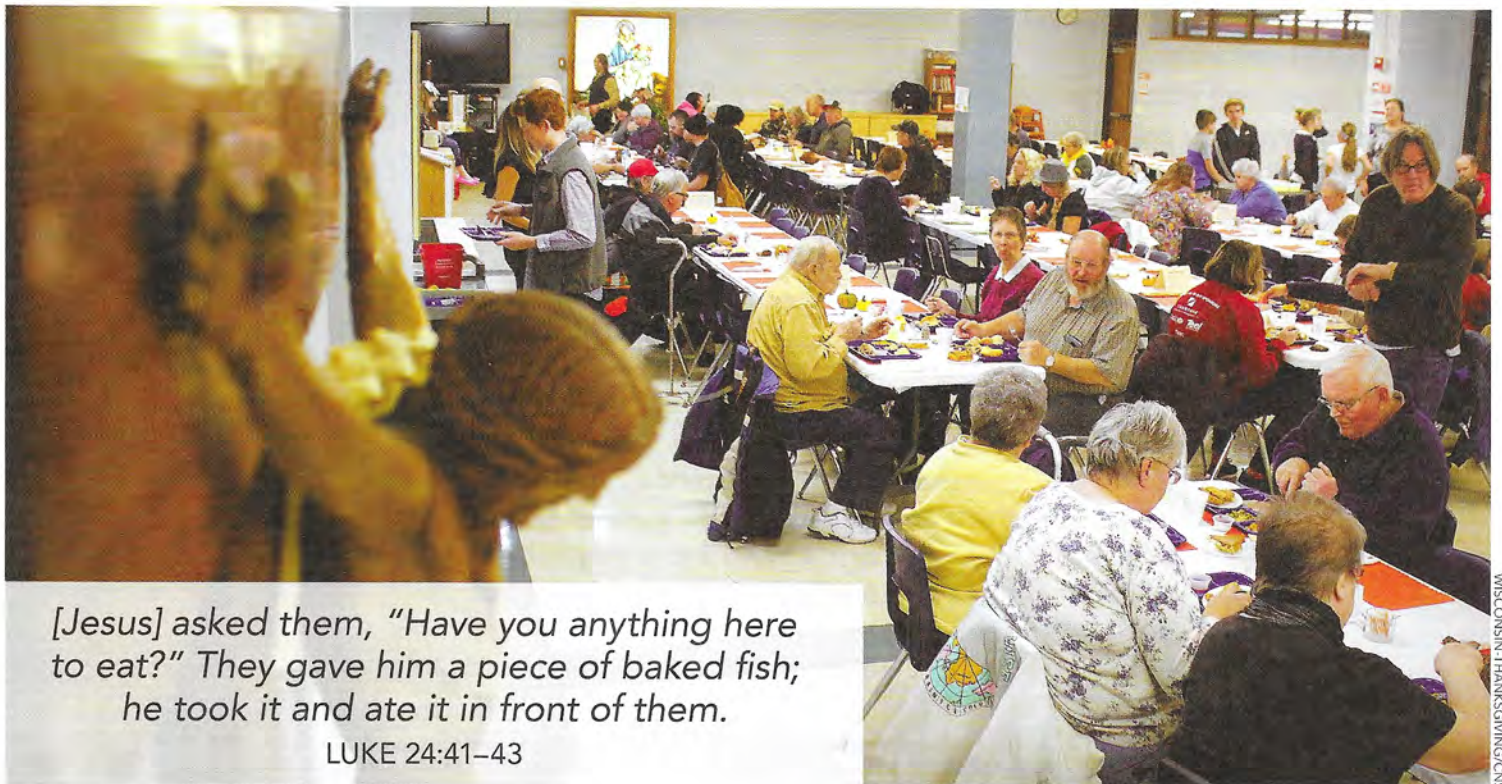 [Jesus] asked them, “Have you anything here
to eat?” They gave him a piece of baked fish;
he took it and ate it in front of them.
LUKE 24:41–43
WISCONSIN-THANKSGIVING/CN